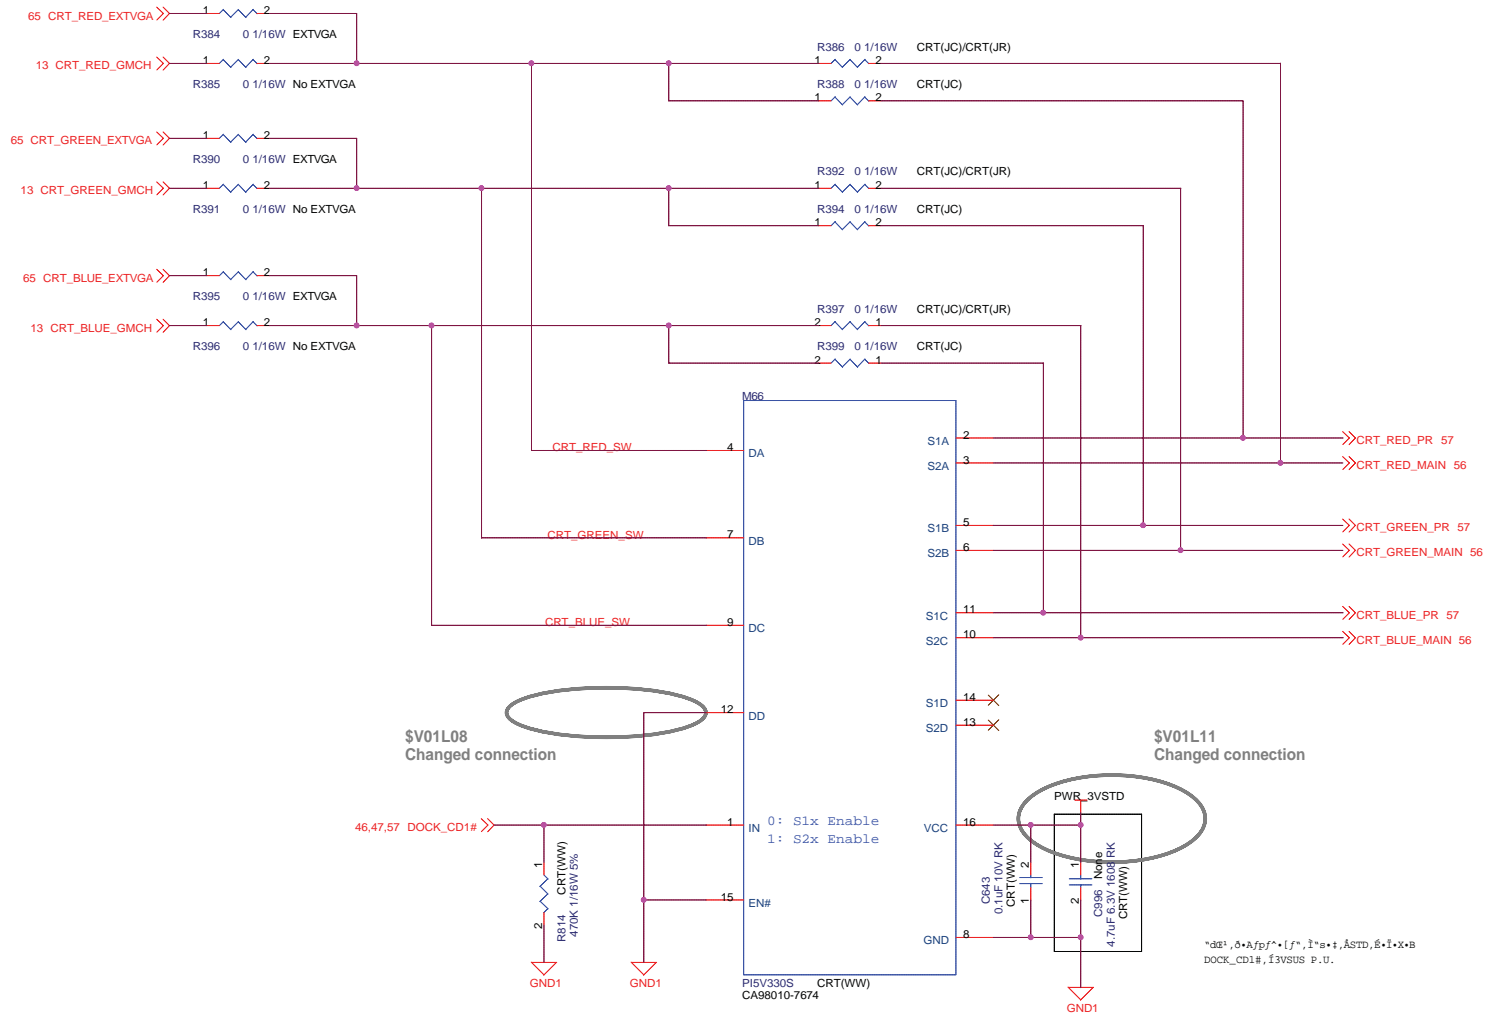 65 CRT_RED_EXTVGA 1 2
R384 0 1/16W EXTVGA
13 CRT_RED_GMCH 1 2
R385 0 1/16W No EXTVGA
R386 0 1/16W CRT(JC)/CRT(JR)
1 2
R388 0 1/16W CRT(JC)
1 2
65 CRT_GREEN_EXTVGA 1 2
R390 0 1/16W EXTVGA
13 CRT_GREEN_GMCH 1 2
R391 0 1/16W No EXTVGA
R392 0 1/16W CRT(JC)/CRT(JR)
1 2
R394 0 1/16W CRT(JC)
1 2
65 CRT_BLUE_EXTVGA 1 2
R395 0 1/16W EXTVGA
13 CRT_BLUE_GMCH 1 2
R396 0 1/16W No EXTVGA
R397 0 1/16W CRT(JC)/CRT(JR)
2 1
R399 0 1/16W CRT(JC)
2 1
M66
CRT_RED_SW 4 DA
S1A 2 CRT_RED_PR 57
S2A 3 CRT_RED_MAIN 56
CRT_GREEN_SW 7 DB
S1B 5 CRT_GREEN_PR 57
S2B 6 CRT_GREEN_MAIN 56
CRT_BLUE_SW 9 DC
S1C 11 CRT_BLUE_PR 57
S2C 10 CRT_BLUE_MAIN 56
12 DD
S1D 14
S2D 13
$V01L08
Changed connection
$V01L11
Changed connection
PWR_3VSTD
46,47,57 DOCK_CD1# 1 IN
0: S1x Enable
1: S2x Enable
VCC 16
1 2
R814 CRT(WW)
470K 1/16W 5%
15 EN#
GND 8
2 1
C643
0.1uF 10V RK
CRT(WW)
1 2
C996 None
4.7uF 6.3V 1608 RK
CRT(WW)
GND1
GND1
GND1
PI5V330S CRT(WW)
CA98010-7674
DOCK_CD1# 3VSUS P.U.